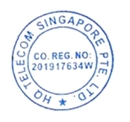 HQ TELECOM SINGAPORE PTE. LTD.
CO. REG. NO:
201917634W